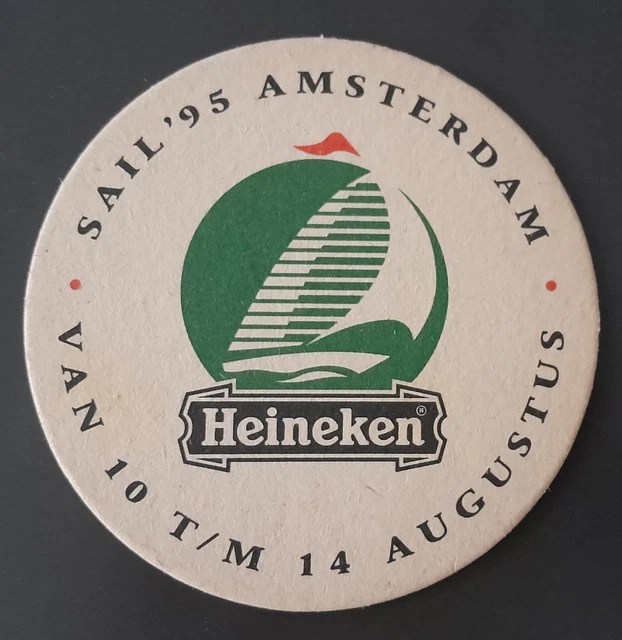 SAIL'95 AMSTERDAM
Heineken®
VAN 10 T/M 14 AUGUSTUS